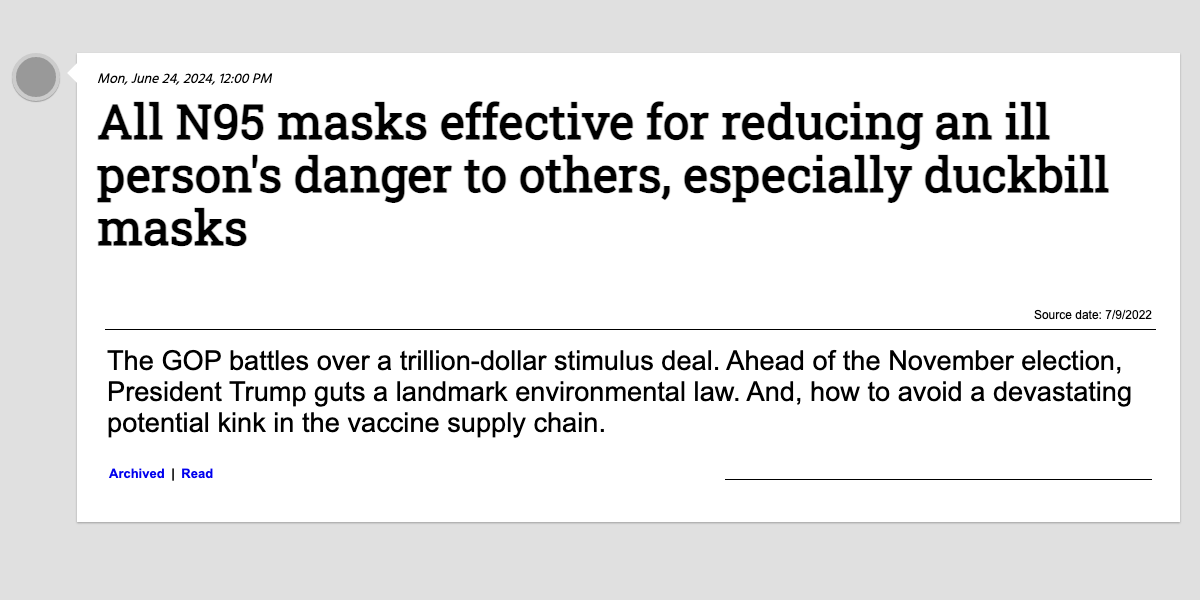 Mon, June 24, 2024, 12:00 PM
All N95 masks effective for reducing an ill
person's danger to others, especially duckbill
masks
Source date: 7/9/2022
The GOP battles over a trillion-dollar stimulus deal. Ahead of the November election,
President Trump guts a landmark environmental law. And, how to avoid a devastating
potential kink in the vaccine supply chain.
Archived | Read